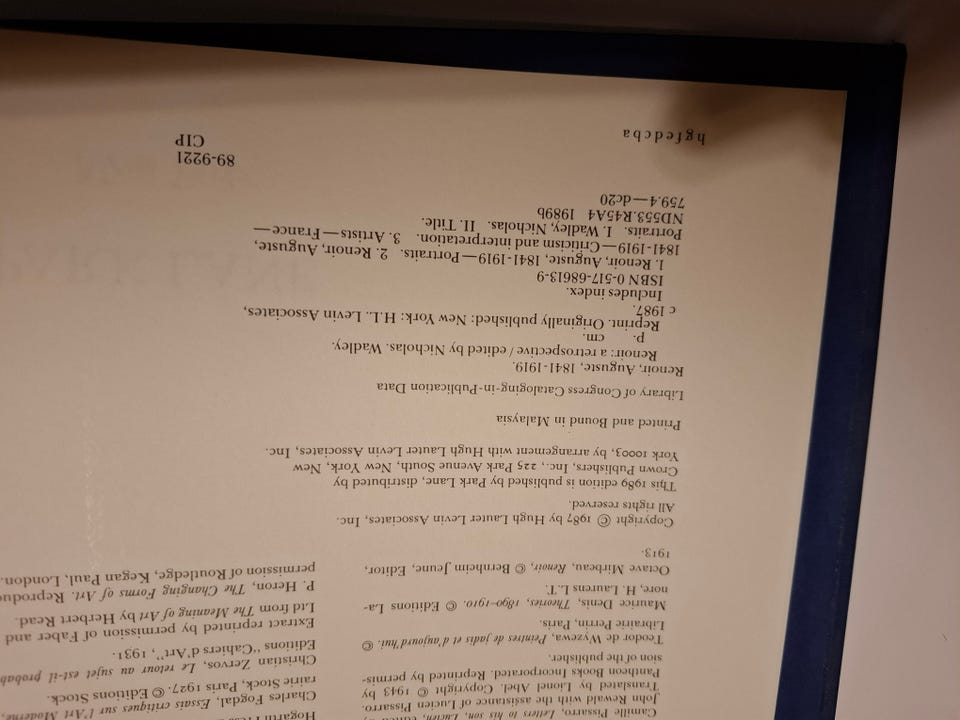 Camille Pissarro, Letters to his son, Lucien, edited by
John Rewald with the assistance of Lucien Pissarro.
Translated by Lionel Abel. Copyright © 1943 by
Pantheon Books Incorporated. Reprinted by permis-
sion of the publisher.
Teodor de Wyzewa, Peintres de jadis et d'aujourd'hui. ©
Librairie Perrin, Paris.
Maurice Denis, Theories, 1890-1910. © Editions La-
nore, H. Laurens L.T.
Octave Mirbeau, Renoir, © Bernheim Jeune, Editor,
1913.
Hogarth
Charles Fogdal, Essais critiques sur l'Art Moderne,
rairie Stock, Paris 1927. © Editions Stock.
Christian Zervos, Le retour au sujet est-il probab
Editions "Cahiers d'Art", 1931.
Extract reprinted by permission of Faber and
Ltd from The Meaning of Art by Herbert Read.
P. Heron, The Changing Forms of Art. Reproduc
permission of Routledge, Kegan Paul, London.
Copyright © 1987 by Hugh Lauter Levin Associates, Inc.
All rights reserved.
This 1989 edition is published by Park Lane, distributed by
Crown Publishers, Inc., 225 Park Avenue South, New York, New
York 10003, by arrangement with Hugh Lauter Levin Associates, Inc.
Printed and Bound in Malaysia
Library of Congress Cataloging-in-Publication Data
Renoir, Auguste, 1841-1919.
Renoir: a retrospective / edited by Nicholas. Wadley.
p. cm.
Reprint. Originally published: New York: H.L. Levin Associates,
c 1987.
Includes index.
ISBN 0-517-68613-9
1. Renoir, Auguste, 1841-1919—Portraits. 2. Renoir, Auguste,
1841-1919—Criticism and interpretation. 3. Artists—France—
Portraits. I. Wadley, Nicholas. II. Title.
ND553.R45A4 1989b
759.4—dc20
89-9221
CIP
h g f e d c b a